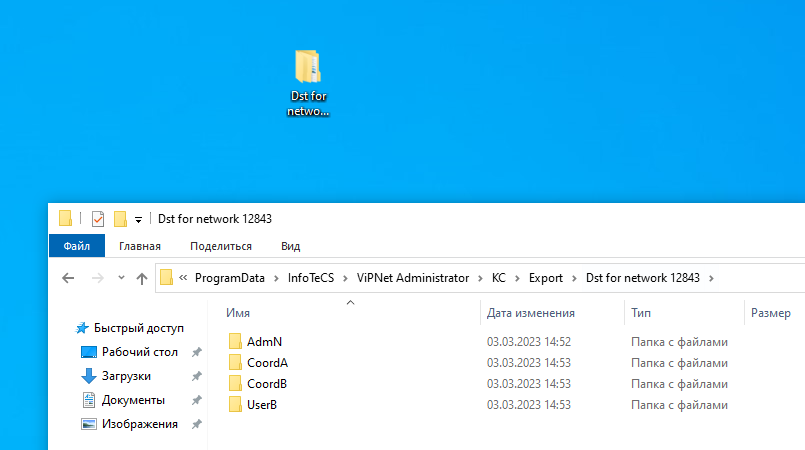 Dst for
netwo...
Dst for network 12843
Файл Главная Поделиться Вид
« ProgramData > InfoTeCS > ViPNet Administrator > KC > Export > Dst for network 12843 >
Имя Дата изменения Тип Размер
Быстрый доступ
Рабочий стол
Загрузки
Документы
Изображения
AdmN 03.03.2023 14:52 Папка с файлами
CoordA 03.03.2023 14:53 Папка с файлами
CoordB 03.03.2023 14:53 Папка с файлами
UserB 03.03.2023 14:53 Папка с файлами